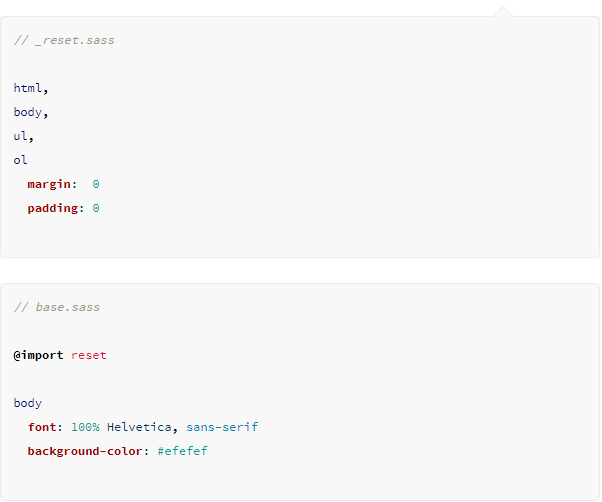 // _reset.sass
html,
body,
ul,
ol
margin:  0
padding: 0
// base.sass
@import reset
body
font: 100% Helvetica, sans-serif
background-color: #efefef